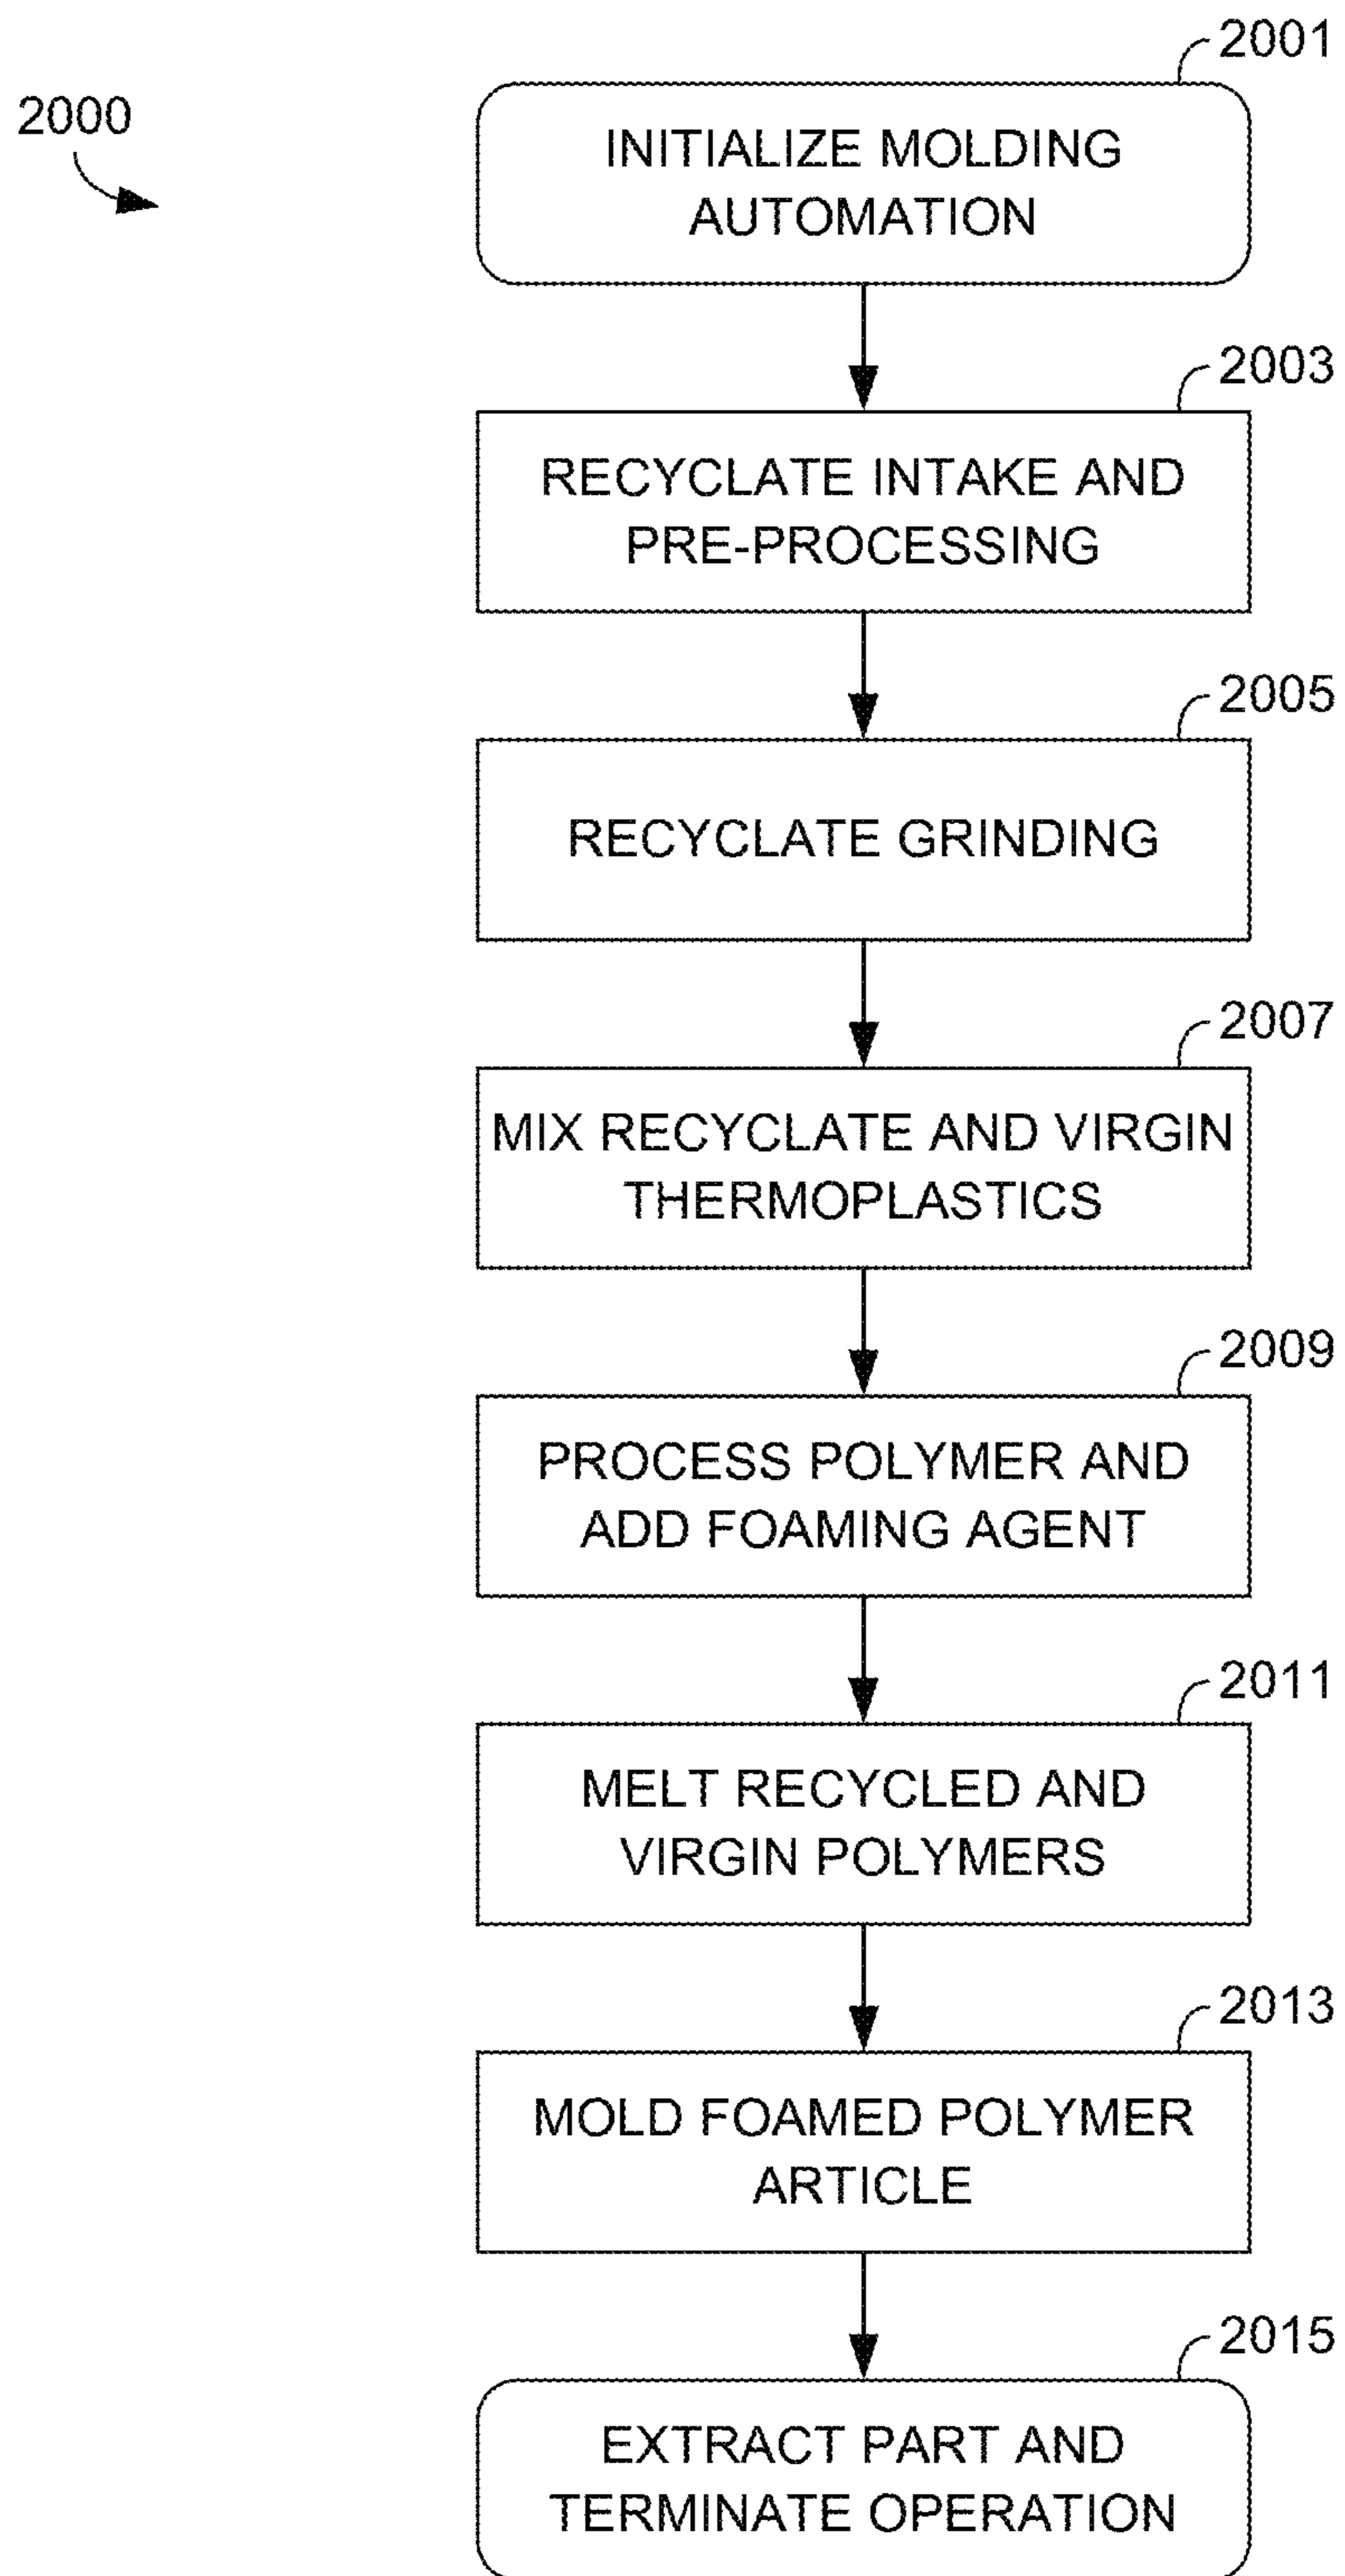 2000
2001
INITIALIZE MOLDING
AUTOMATION
2003
RECYCLATE INTAKE AND
PRE-PROCESSING
2005
RECYCLATE GRINDING
2007
MIX RECYCLATE AND VIRGIN
THERMOPLASTICS
2009
PROCESS POLYMER AND
ADD FOAMING AGENT
2011
MELT RECYCLED AND
VIRGIN POLYMERS
2013
MOLD FOAMED POLYMER
ARTICLE
2015
EXTRACT PART AND
TERMINATE OPERATION